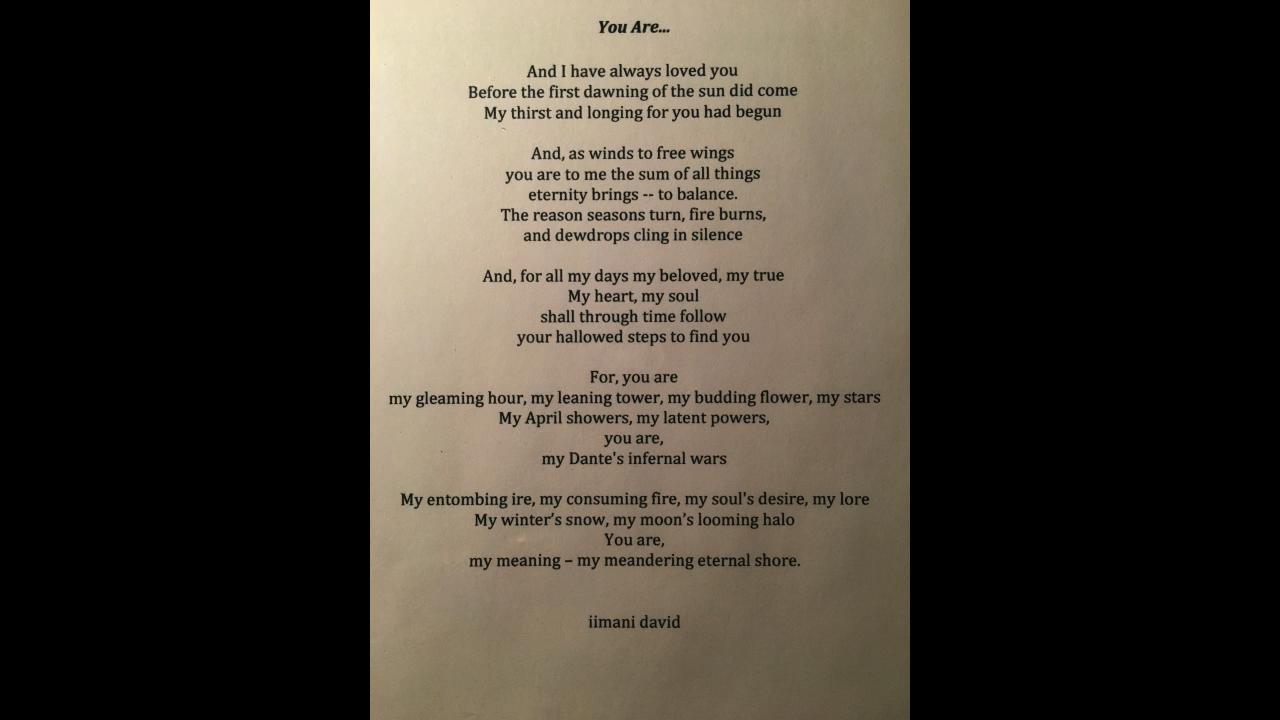 You Are...
And I have always loved you
Before the first dawning of the sun did come
My thirst and longing for you had begun
And, as winds to free wings
you are to me the sum of all things
eternity brings -- to balance.
The reason seasons turn, fire burns,
and dewdrops cling in silence
And, for all my days my beloved, my true
My heart, my soul
shall through time follow
your hallowed steps to find you
For, you are
my gleaming hour, my leaning tower, my budding flower, my stars
My April showers, my latent powers,
you are,
my Dante's infernal wars
My entombing ire, my consuming fire, my soul's desire, my lore
My winter’s snow, my moon’s looming halo
You are,
my meaning – my meandering eternal shore.
iimani david